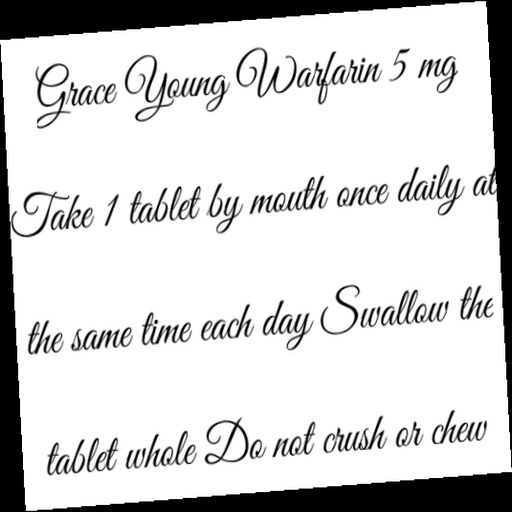 Grace Young Warfarin 5 mg
Take 1 tablet by mouth once daily at
the same time each day Swallow the
tablet whole Do not crush or chew